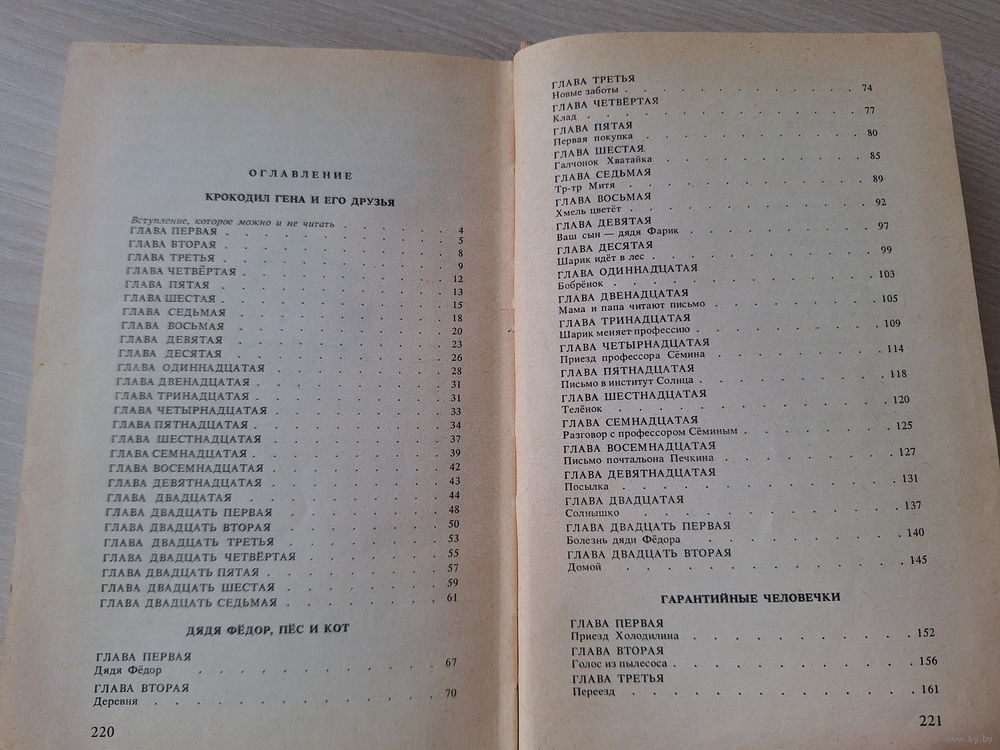 ОГЛАВЛЕНИЕ
КРОКОДИЛ ГЕНА И ЕГО ДРУЗЬЯ
Вступление, которое можно и не читать . . . 4
ГЛАВА ПЕРВАЯ . . . 5
ГЛАВА ВТОРАЯ . . . 8
ГЛАВА ТРЕТЬЯ . . . 9
ГЛАВА ЧЕТВЁРТАЯ . . . 12
ГЛАВА ПЯТАЯ . . . 13
ГЛАВА ШЕСТАЯ . . . 15
ГЛАВА СЕДЬМАЯ . . . 18
ГЛАВА ВОСЬМАЯ . . . 20
ГЛАВА ДЕВЯТАЯ . . . 23
ГЛАВА ДЕСЯТАЯ . . . 26
ГЛАВА ОДИННАДЦАТАЯ . . . 28
ГЛАВА ДВЕНАДЦАТАЯ . . . 31
ГЛАВА ТРИНАДЦАТАЯ . . . 31
ГЛАВА ЧЕТЫРНАДЦАТАЯ . . . 33
ГЛАВА ПЯТНАДЦАТАЯ . . . 34
ГЛАВА ШЕСТНАДЦАТАЯ . . . 37
ГЛАВА СЕМНАДЦАТАЯ . . . 39
ГЛАВА ВОСЕМНАДЦАТАЯ . . . 42
ГЛАВА ДЕВЯТНАДЦАТАЯ . . . 43
ГЛАВА ДВАДЦАТАЯ . . . 44
ГЛАВА ДВАДЦАТЬ ПЕРВАЯ . . . 48
ГЛАВА ДВАДЦАТЬ ВТОРАЯ . . . 50
ГЛАВА ДВАДЦАТЬ ТРЕТЬЯ . . . 53
ГЛАВА ДВАДЦАТЬ ЧЕТВЁРТАЯ . . . 55
ГЛАВА ДВАДЦАТЬ ПЯТАЯ . . . 57
ГЛАВА ДВАДЦАТЬ ШЕСТАЯ . . . 59
ГЛАВА ДВАДЦАТЬ СЕДЬМАЯ . . . 61
ДЯДЯ ФЁДОР, ПЁС И КОТ
ГЛАВА ПЕРВАЯ
Дядя Фёдор . . . 67
ГЛАВА ВТОРАЯ
Деревня . . . 70
220
ГЛАВА ТРЕТЬЯ
Новые заботы . . . 74
ГЛАВА ЧЕТВЁРТАЯ
Клад . . . 77
ГЛАВА ПЯТАЯ
Первая покупка . . . 80
ГЛАВА ШЕСТАЯ
Галчонок Хватайка . . . 85
ГЛАВА СЕДЬМАЯ
Тр-тр Митя . . . 89
ГЛАВА ВОСЬМАЯ
Хмель цветёт . . . 92
ГЛАВА ДЕВЯТАЯ
Ваш сын — дядя Фарик . . . 97
ГЛАВА ДЕСЯТАЯ
Шарик идёт в лес . . . 99
ГЛАВА ОДИННАДЦАТАЯ
Бобрёнок . . . 103
ГЛАВА ДВЕНАДЦАТАЯ
Мама и папа читают письмо . . . 105
ГЛАВА ТРИНАДЦАТАЯ
Шарик меняет профессию . . . 109
ГЛАВА ЧЕТЫРНАДЦАТАЯ
Приезд профессора Сёмина . . . 114
ГЛАВА ПЯТНАДЦАТАЯ
Письмо в институт Солнца . . . 118
ГЛАВА ШЕСТНАДЦАТАЯ
Телёнок . . . 120
ГЛАВА СЕМНАДЦАТАЯ
Разговор с профессором Сёминым . . . 125
ГЛАВА ВОСЕМНАДЦАТАЯ
Письмо почтальона Печкина . . . 127
ГЛАВА ДЕВЯТНАДЦАТАЯ
Посылка . . . 131
ГЛАВА ДВАДЦАТАЯ
Солнышко . . . 137
ГЛАВА ДВАДЦАТЬ ПЕРВАЯ
Болезнь дяди Фёдора . . . 140
ГЛАВА ДВАДЦАТЬ ВТОРАЯ
Домой . . . 145
ГАРАНТИЙНЫЕ ЧЕЛОВЕЧКИ
ГЛАВА ПЕРВАЯ
Приезд Холодилина . . . 152
ГЛАВА ВТОРАЯ
Голос из пылесоса . . . 156
ГЛАВА ТРЕТЬЯ
Переезд . . . 161
221
www.ay.by